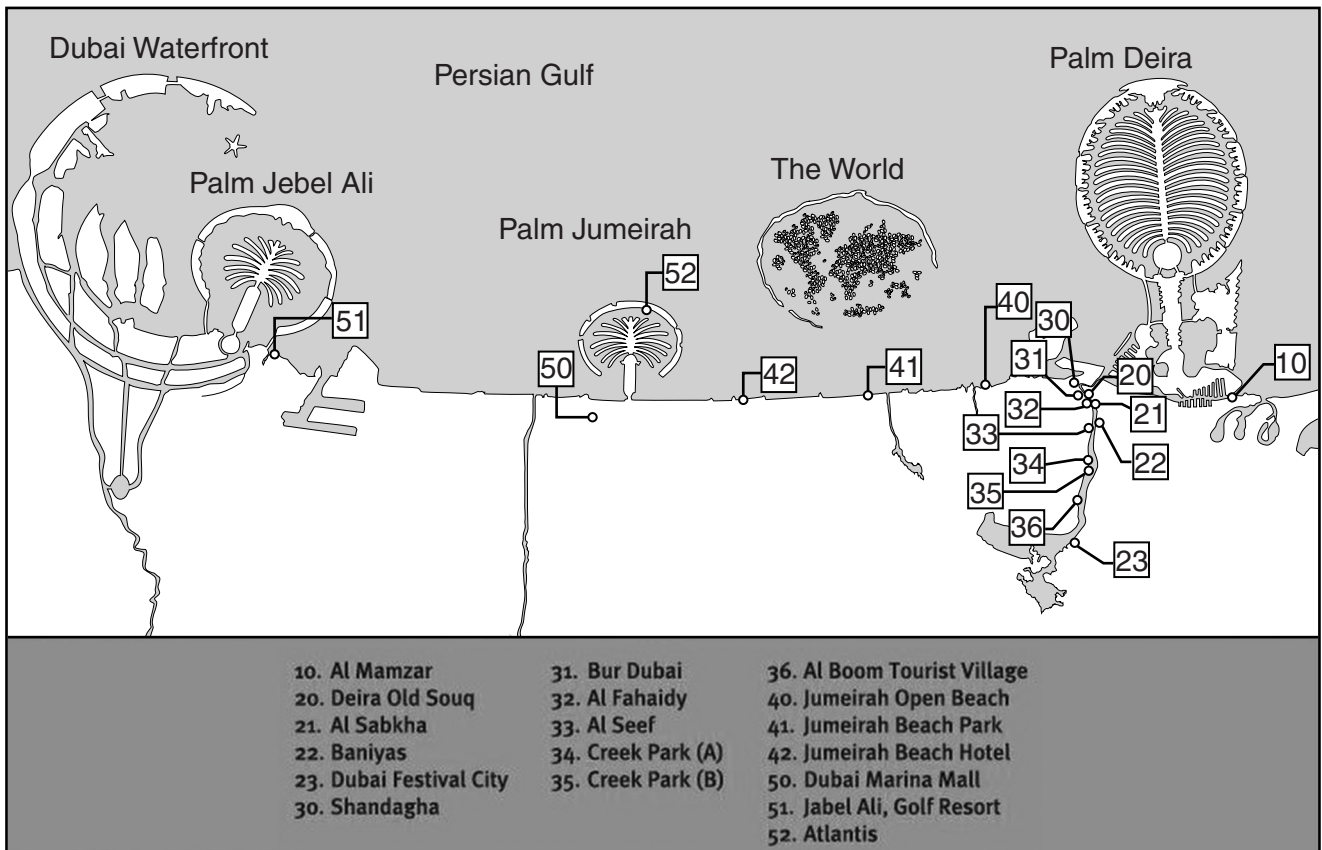 Dubai Waterfront
Persian Gulf
Palm Deira
Palm Jebel Ali
The World
Palm Jumeirah
52
51
40
30
50
42
41
31
20
10
32
21
33
34
22
35
36
23
10. Al Mamzar
20. Deira Old Souq
21. Al Sabkha
22. Baniyas
23. Dubai Festival City
30. Shandagha
31. Bur Dubai
32. Al Fahaidy
33. Al Seef
34. Creek Park (A)
35. Creek Park (B)
36. Al Boom Tourist Village
40. Jumeirah Open Beach
41. Jumeirah Beach Park
42. Jumeirah Beach Hotel
50. Dubai Marina Mall
51. Jabel Ali, Golf Resort
52. Atlantis